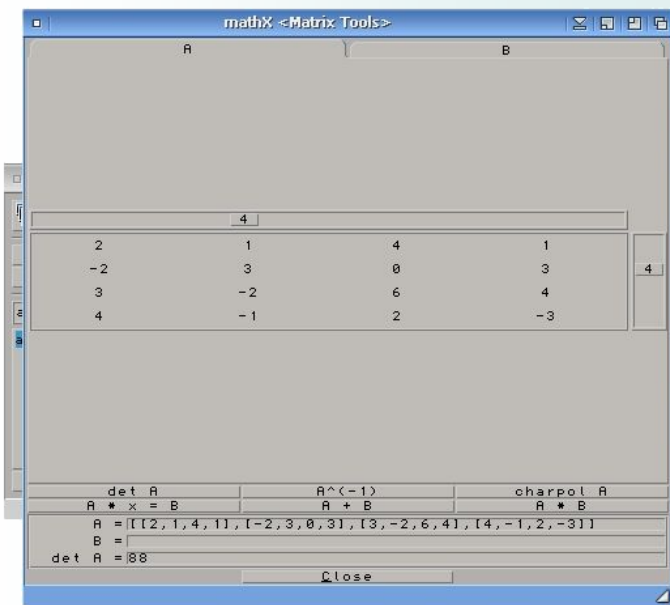 mathX <Matrix Tools>
A B
4
2 1 4 1
-2 3 0 3 4
3 -2 6 4
4 -1 2 -3
det A A^(-1) charpol A
A * x = B A + B A * B
A = [[2,1,4,1],[-2,3,0,3],[3,-2,6,4],[4,-1,2,-3]]
B =
det A = 88
Close